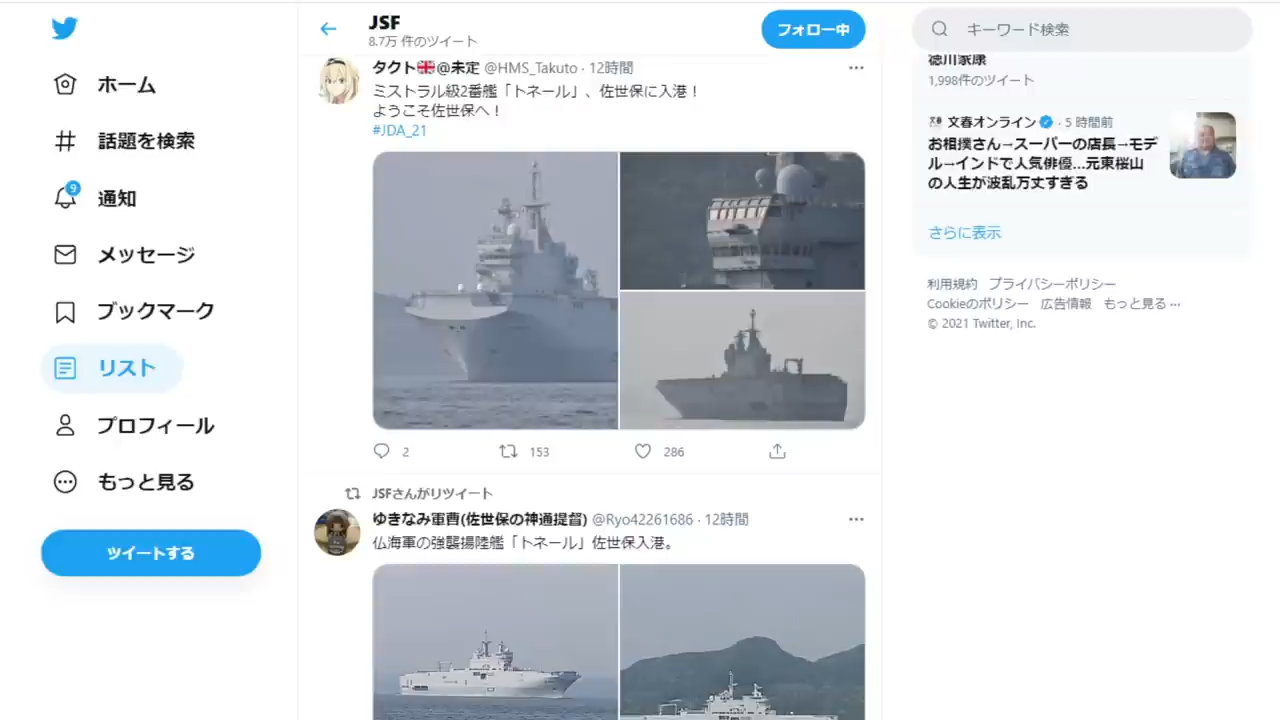 ホーム
話題を検索
9
通知
メッセージ
ブックマーク
リスト
プロフィール
もっと見る
ツイートする
JSF
8.7万 件のツイート
フォロー中
タクト🇬🇧@未定 @HMS_Takuto · 12時間
ミストラル級2番艦「トネール」、佐世保に入港！
ようこそ佐世保へ！
#JDA_21
2 153 286
JSFさんがリツイート
ゆきなみ軍曹(佐世保の神通提督) @Ryo42261686 · 12時間
仏海軍の強襲揚陸艦「トネール」佐世保入港。
キーワード検索
徳川家康
1,998件のツイート
文春オンライン · 5 時間前
お相撲さん→スーパーの店長→モデ
ル→インドで人気俳優…元東桜山
の人生が波乱万丈すぎる
さらに表示
利用規約 プライバシーポリシー
Cookieのポリシー 広告情報 もっと見る ···
© 2021 Twitter, Inc.